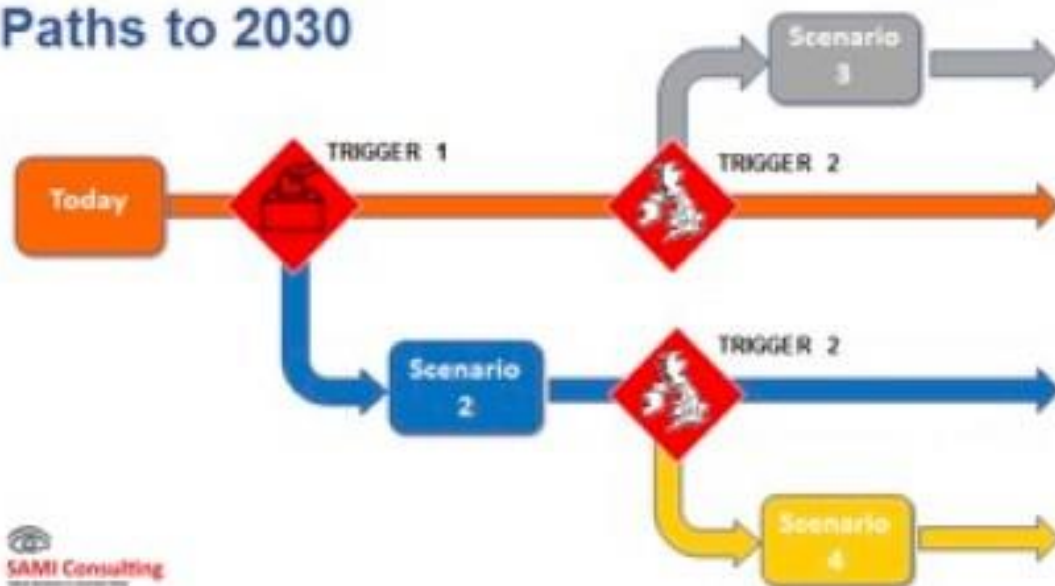 Paths to 2030
Scenario
3
TRIGGER 1
TRIGGER 2
Today
TRIGGER 2
Scenario
2
Scenario
4
SAMI Consulting